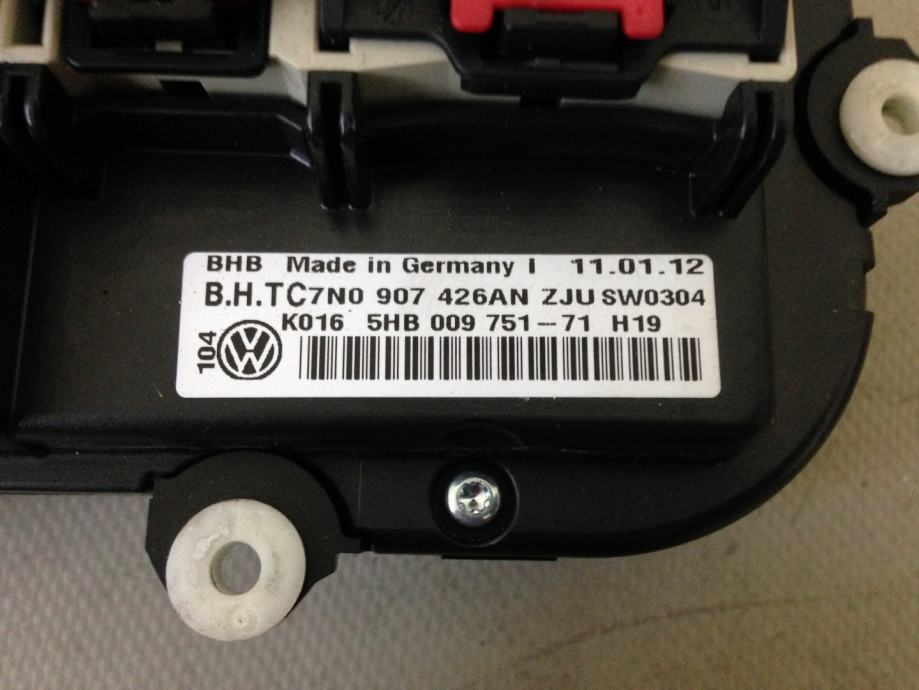 BHB Made in Germany I 11.01.12
B.H.TC7N0 907 426AN ZJU SW0304
K016 5HB 009 751-71 H19
104